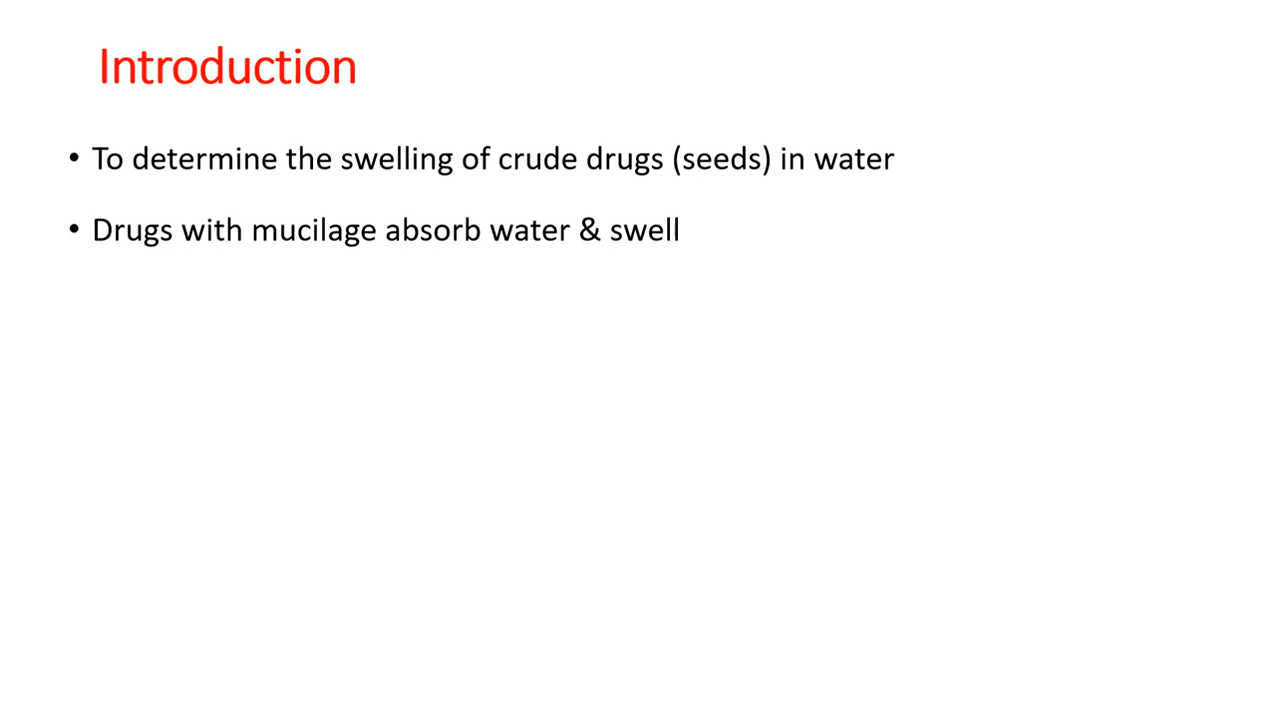 Introduction
• To determine the swelling of crude drugs (seeds) in water
• Drugs with mucilage absorb water & swell